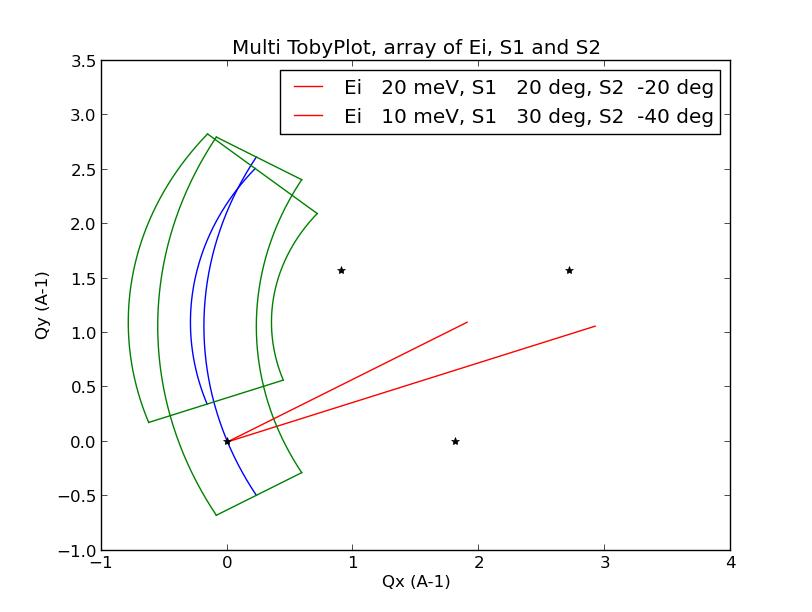 Multi TobyPlot, array of Ei, S1 and S2
Ei 20 meV, S1 20 deg, S2 -20 deg
Ei 10 meV, S1 30 deg, S2 -40 deg
3.5
3.0
2.5
2.0
1.5
1.0
0.5
0.0
−0.5
−1.0
Qy (A-1)
−1 0 1 2 3 4
Qx (A-1)